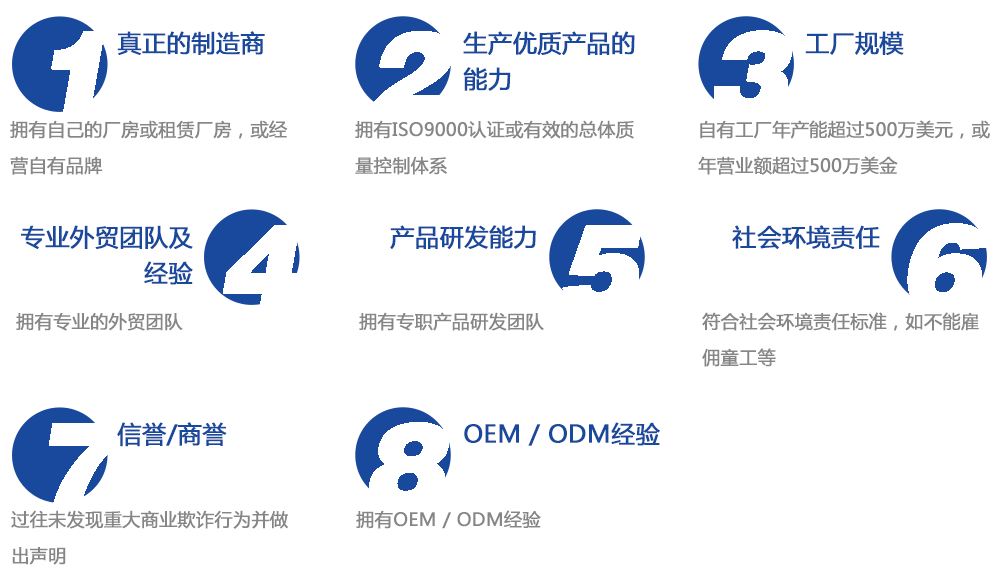 1
真正的制造商
拥有自己的厂房或租赁厂房，或经
营自有品牌
2
生产优质产品的
能力
拥有ISO9000认证或有效的总体质
量控制体系
3
工厂规模
自有工厂年产能超过500万美元，或
年营业额超过500万美金
专业外贸团队及
经验
4
拥有专业的外贸团队
产品研发能力
5
拥有专职产品研发团队
社会环境责任
6
符合社会环境责任标准，如不能雇
佣童工等
7
信誉/商誉
过往未发现重大商业欺诈行为并做
出声明
8
OEM / ODM经验
拥有OEM / ODM经验